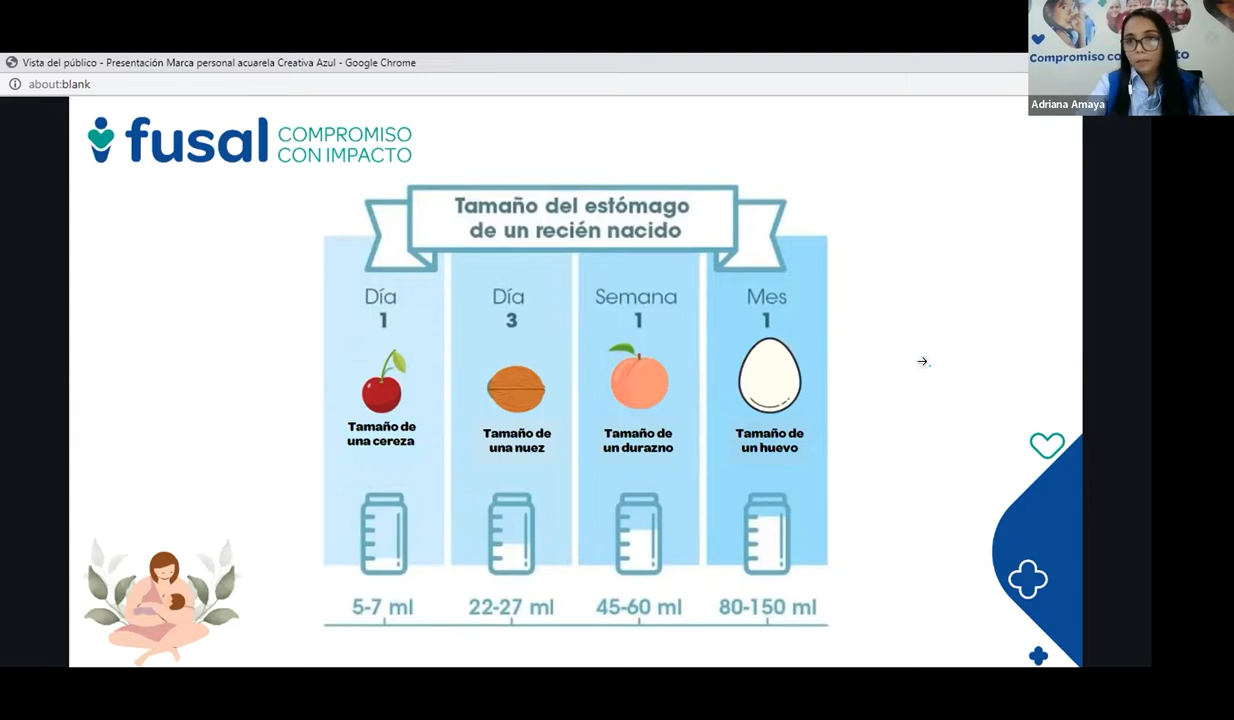 Vista del público - Presentación Marca personal acuarela Creativa Azul - Google Chrome
about:blank
Adriana Amaya
fusal COMPROMISO
CON IMPACTO
Tamaño del estómago
de un recién nacido
Día
1
Día
3
Semana
1
Mes
1
Tamaño de
una cereza
Tamaño de
una nuez
Tamaño de
un durazno
Tamaño de
un huevo
5-7 ml
22-27 ml
45-60 ml
80-150 ml